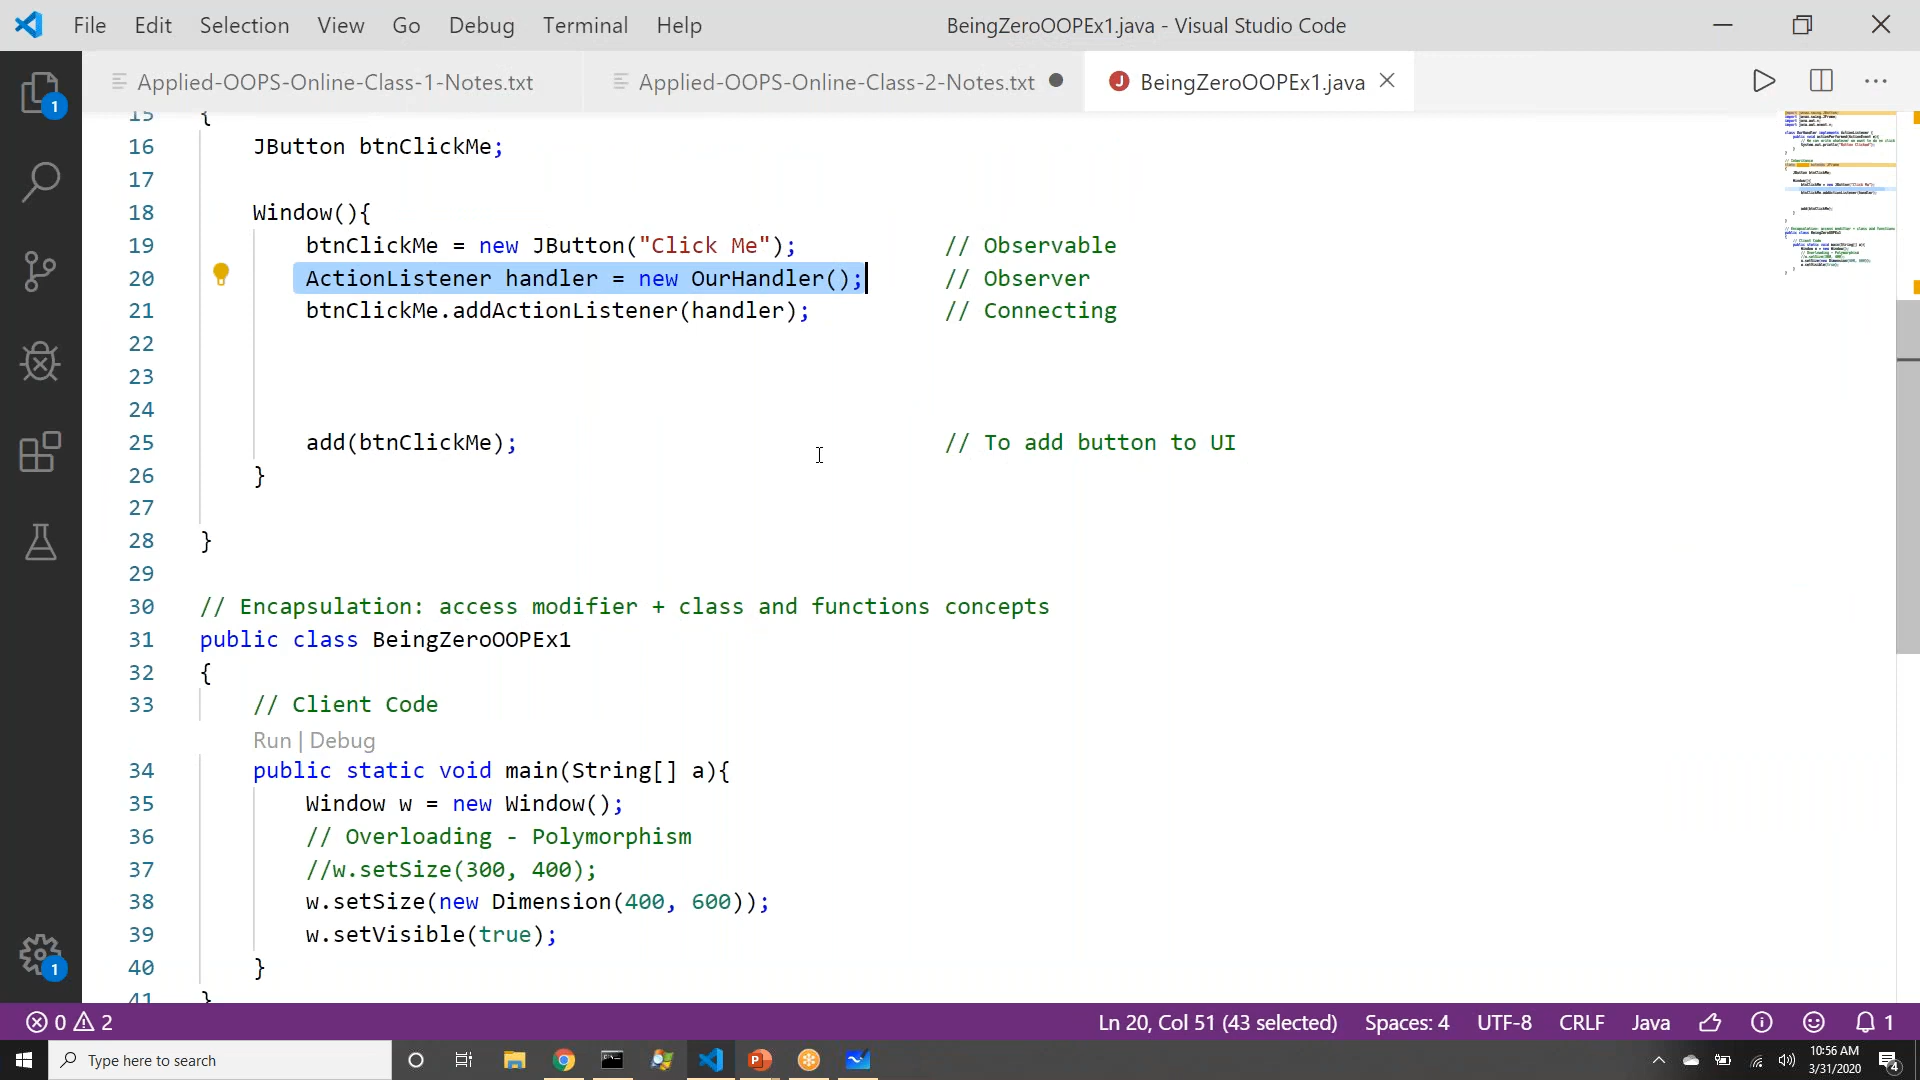 File Edit Selection View Go Debug Terminal Help BeingZeroOOPEx1.java - Visual Studio Code
Applied-OOPS-Online-Class-1-Notes.txt Applied-OOPS-Online-Class-2-Notes.txt BeingZeroOOPEx1.java
15 {
16 JButton btnClickMe;
17
18 Window(){
19 btnClickMe = new JButton("Click Me"); // Observable
20 ActionListener handler = new OurHandler(); // Observer
21 btnClickMe.addActionListener(handler); // Connecting
22
23
24
25 add(btnClickMe); // To add button to UI
26 }
27
28 }
29
30 // Encapsulation: access modifier + class and functions concepts
31 public class BeingZeroOOPEx1
32 {
33 // Client Code
Run | Debug
34 public static void main(String[] a){
35 Window w = new Window();
36 // Overloading - Polymorphism
37 //w.setSize(300, 400);
38 w.setSize(new Dimension(400, 600));
39 w.setVisible(true);
40 }
41 }
1
1
0 2 Ln 20, Col 51 (43 selected) Spaces: 4 UTF-8 CRLF Java 1
Type here to search 10:56 AM
3/31/2020 4